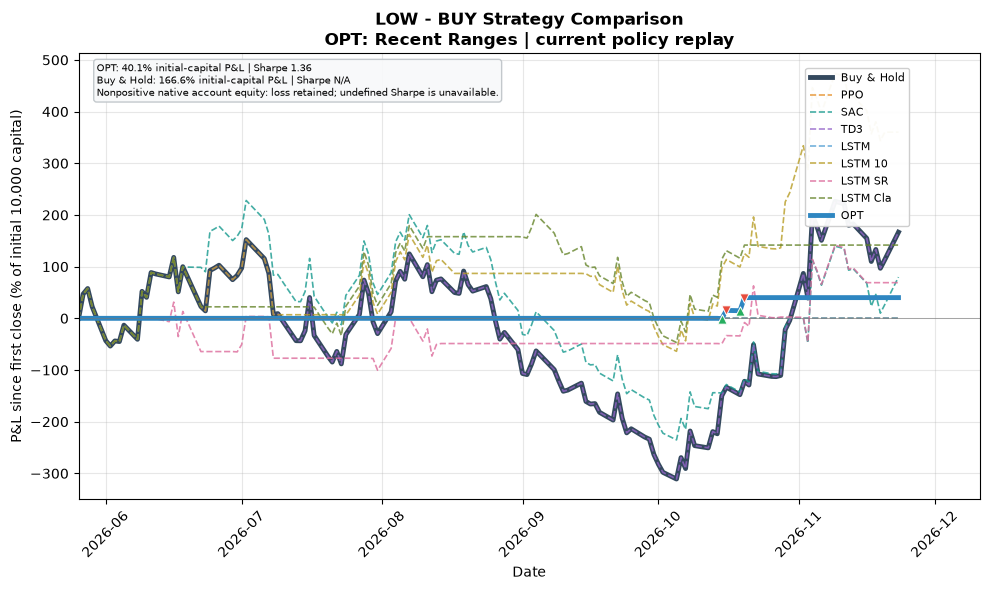 LOW - BUY Strategy Comparison
OPT: Recent Ranges | current policy replay
OPT: 40.1% initial-capital P&L | Sharpe 1.36
Buy & Hold: 166.6% initial-capital P&L | Sharpe N/A
Nonpositive native account equity: loss retained; undefined Sharpe is unavailable.
Buy & Hold
PPO
SAC
TD3
LSTM
LSTM 10
LSTM SR
LSTM Cla
OPT
P&L since first close (% of initial 10,000 capital)
500
400
300
200
100
0
−100
−200
−300
2026-06
2026-07
2026-08
2026-09
2026-10
2026-11
2026-12
Date